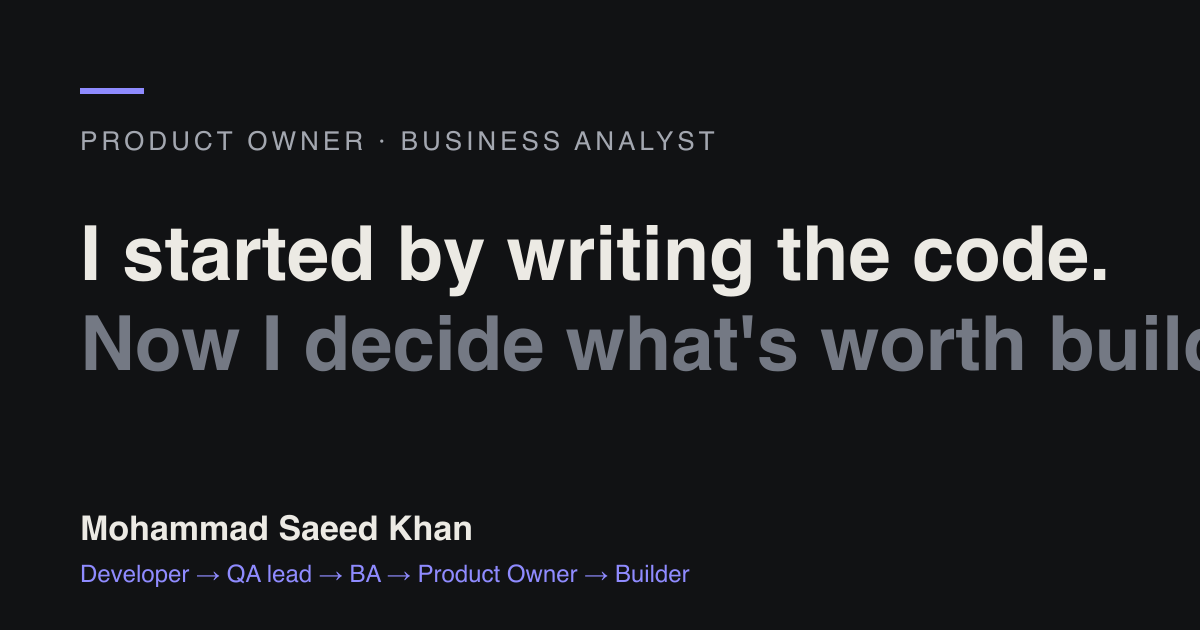 PRODUCT OWNER · BUSINESS ANALYST
I started by writing the code.
Now I decide what's worth
Mohammad Saeed Khan
Developer → QA lead → BA → Product Owner → Builder